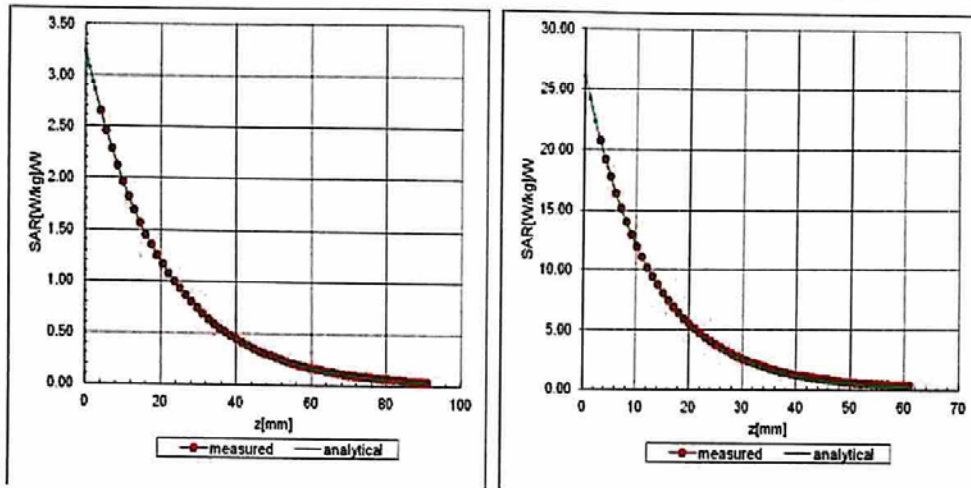 3.50
3.00
2.50
2.00
1.50
1.00
0.50
0.00
SAR[W/kg]/W
0 20 40 60 80 100
z[mm]
measured analytical
30.00
25.00
20.00
15.00
10.00
5.00
0.00
SAR[W/kg]/W
0 10 20 30 40 50 60 70
z[mm]
measured analytical